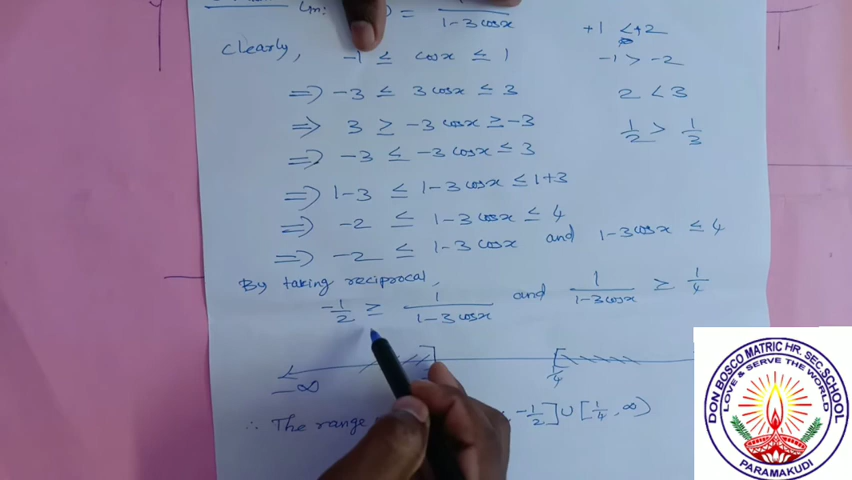 Gn: = 1/(1-3cosx)
Clearly, -1 ≤ cosx ≤ 1
⇒ -3 ≤ 3cosx ≤ 3
⇒ 3 ≥ -3cosx ≥ -3
⇒ -3 ≤ -3cosx ≤ 3
⇒ 1-3 ≤ 1-3cosx ≤ 1+3
⇒ -2 ≤ 1-3cosx ≤ 4
⇒ -2 ≤ 1-3cosx and 1-3cosx ≤ 4
By taking reciprocal,
-1/2 ≥ 1/(1-3cosx) and 1/(1-3cosx) ≥ 1/4
-∞ ] [ 1/4
∴ The range -1/2] ∪ [1/4, ∞)
+1 < +2
-1 > -2
2 < 3
1/2 > 1/3
DON BOSCO MATRIC HR. SEC. SCHOOL
LOVE & SERVE THE WORLD
PARAMAKUDI